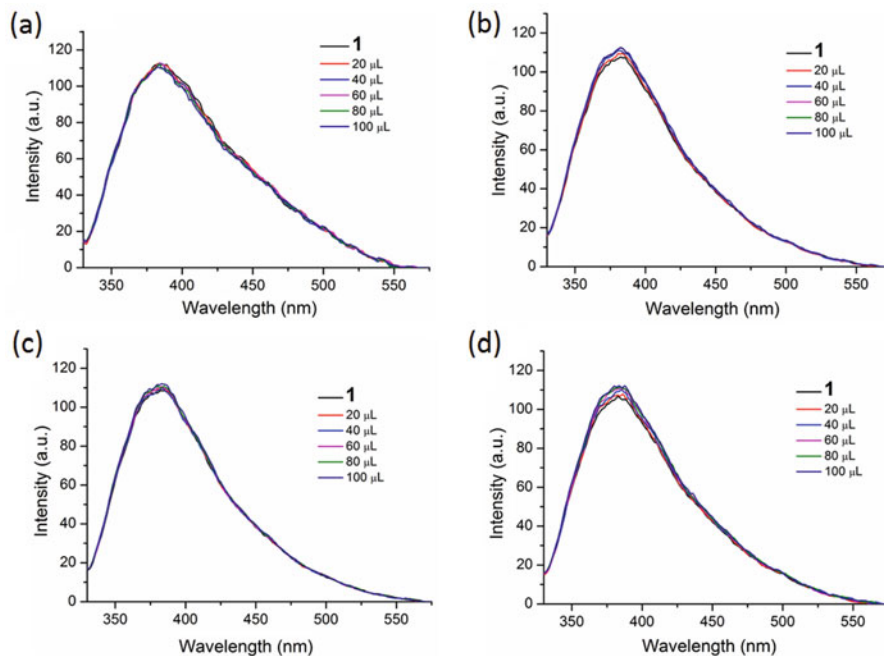 (a)
1
20 μL
40 μL
60 μL
80 μL
100 μL
120
100
80
60
40
20
0
350 400 450 500 550
Intensity (a.u.)
Wavelength (nm)
(b)
1
20 μL
40 μL
60 μL
80 μL
100 μL
120
100
80
60
40
20
0
350 400 450 500 550
Intensity (a.u.)
Wavelength (nm)
(c)
1
20 μL
40 μL
60 μL
80 μL
100 μL
120
100
80
60
40
20
0
350 400 450 500 550
Intensity (a.u.)
Wavelength (nm)
(d)
1
20 μL
40 μL
60 μL
80 μL
100 μL
120
100
80
60
40
20
0
350 400 450 500 550
Intensity (a.u.)
Wavelength (nm)